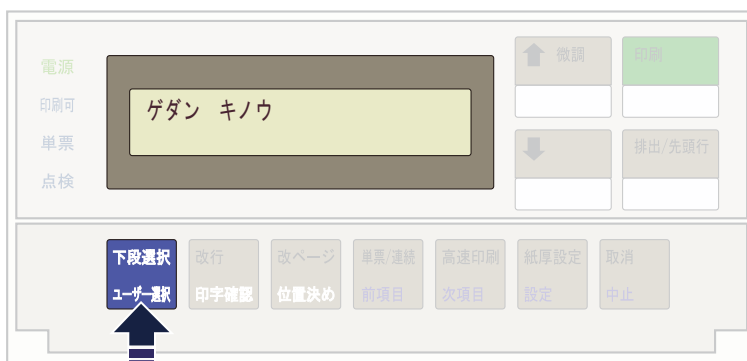 電源
印刷可
単票
点検
ゲダン キノウ
微調
印刷
排出/先頭行
下段選択
ユーザー選択
改行
印字確認
改ページ
位置決め
単票/連続
前項目
高速印刷
次項目
紙厚設定
設定
取消
中止